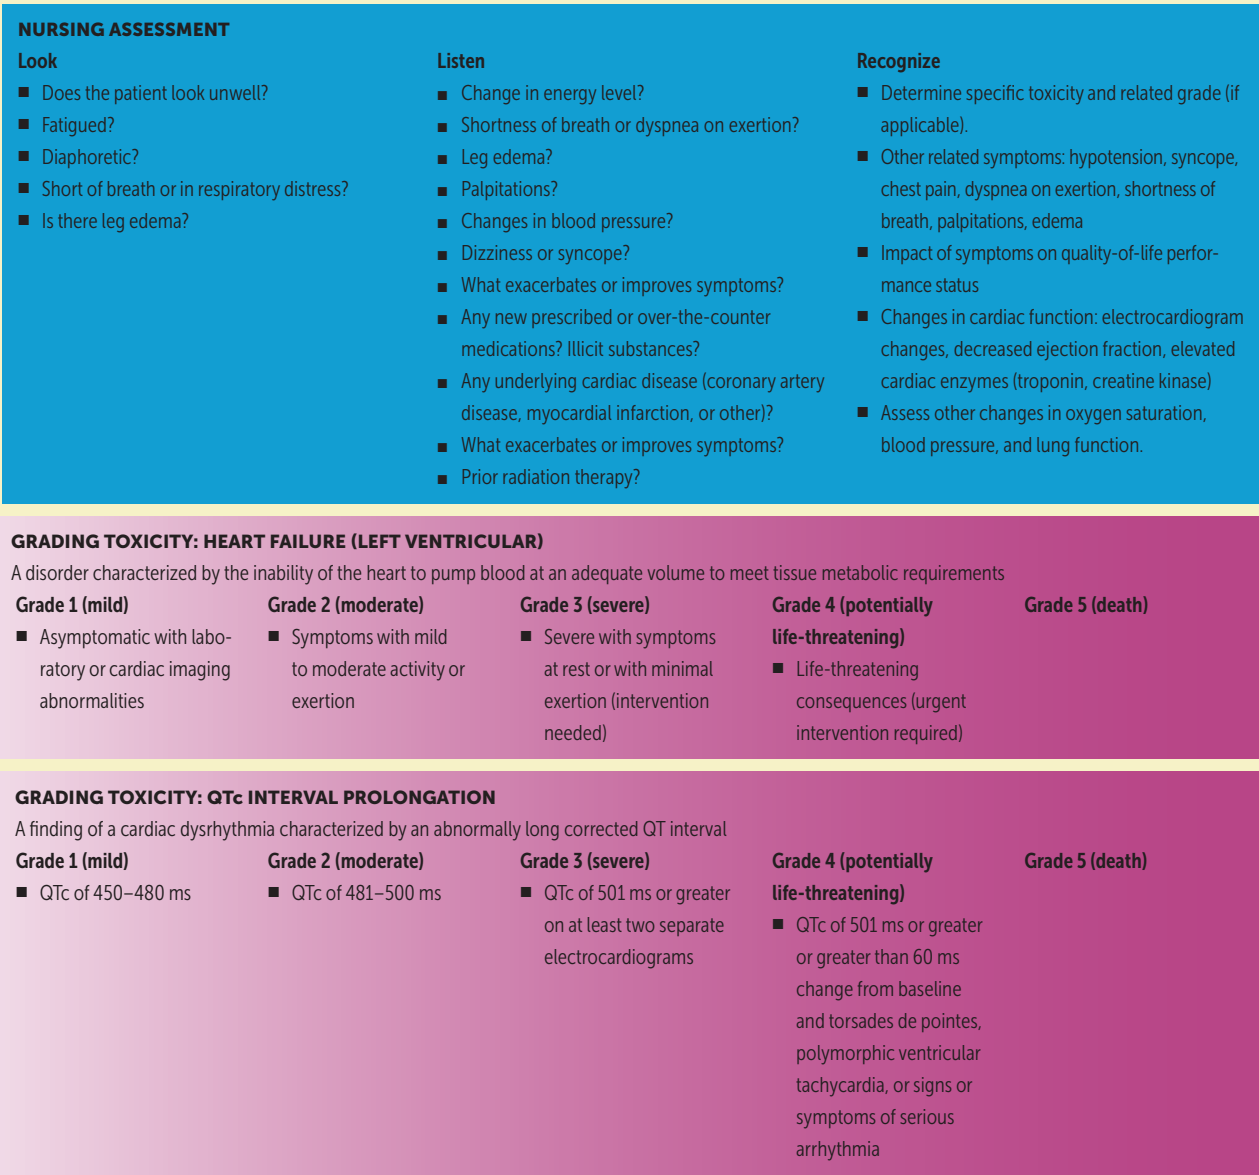 NURSING ASSESSMENT
Look
■ Does the patient look unwell?
■ Fatigued?
■ Diaphoretic?
■ Short of breath or in respiratory distress?
■ Is there leg edema?
Listen
■ Change in energy level?
■ Shortness of breath or dyspnea on exertion?
■ Leg edema?
■ Palpitations?
■ Changes in blood pressure?
■ Dizziness or syncope?
■ What exacerbates or improves symptoms?
■ Any new prescribed or over-the-counter
medications? Illicit substances?
■ Any underlying cardiac disease (coronary artery
disease, myocardial infarction, or other)?
■ What exacerbates or improves symptoms?
■ Prior radiation therapy?
Recognize
■ Determine specific toxicity and related grade (if
applicable).
■ Other related symptoms: hypotension, syncope,
chest pain, dyspnea on exertion, shortness of
breath, palpitations, edema
■ Impact of symptoms on quality-of-life perfor-
mance status
■ Changes in cardiac function: electrocardiogram
changes, decreased ejection fraction, elevated
cardiac enzymes (troponin, creatine kinase)
■ Assess other changes in oxygen saturation,
blood pressure, and lung function.
GRADING TOXICITY: HEART FAILURE (LEFT VENTRICULAR)
A disorder characterized by the inability of the heart to pump blood at an adequate volume to meet tissue metabolic requirements
Grade 1 (mild)
■ Asymptomatic with labo-
ratory or cardiac imaging
abnormalities
Grade 2 (moderate)
■ Symptoms with mild
to moderate activity or
exertion
Grade 3 (severe)
■ Severe with symptoms
at rest or with minimal
exertion (intervention
needed)
Grade 4 (potentially
life-threatening)
■ Life-threatening
consequences (urgent
intervention required)
Grade 5 (death)
GRADING TOXICITY: QTc INTERVAL PROLONGATION
A finding of a cardiac dysrhythmia characterized by an abnormally long corrected QT interval
Grade 1 (mild)
■ QTc of 450–480 ms
Grade 2 (moderate)
■ QTc of 481–500 ms
Grade 3 (severe)
■ QTc of 501 ms or greater
on at least two separate
electrocardiograms
Grade 4 (potentially
life-threatening)
■ QTc of 501 ms or greater
or greater than 60 ms
change from baseline
and torsades de pointes,
polymorphic ventricular
tachycardia, or signs or
symptoms of serious
arrhythmia
Grade 5 (death)